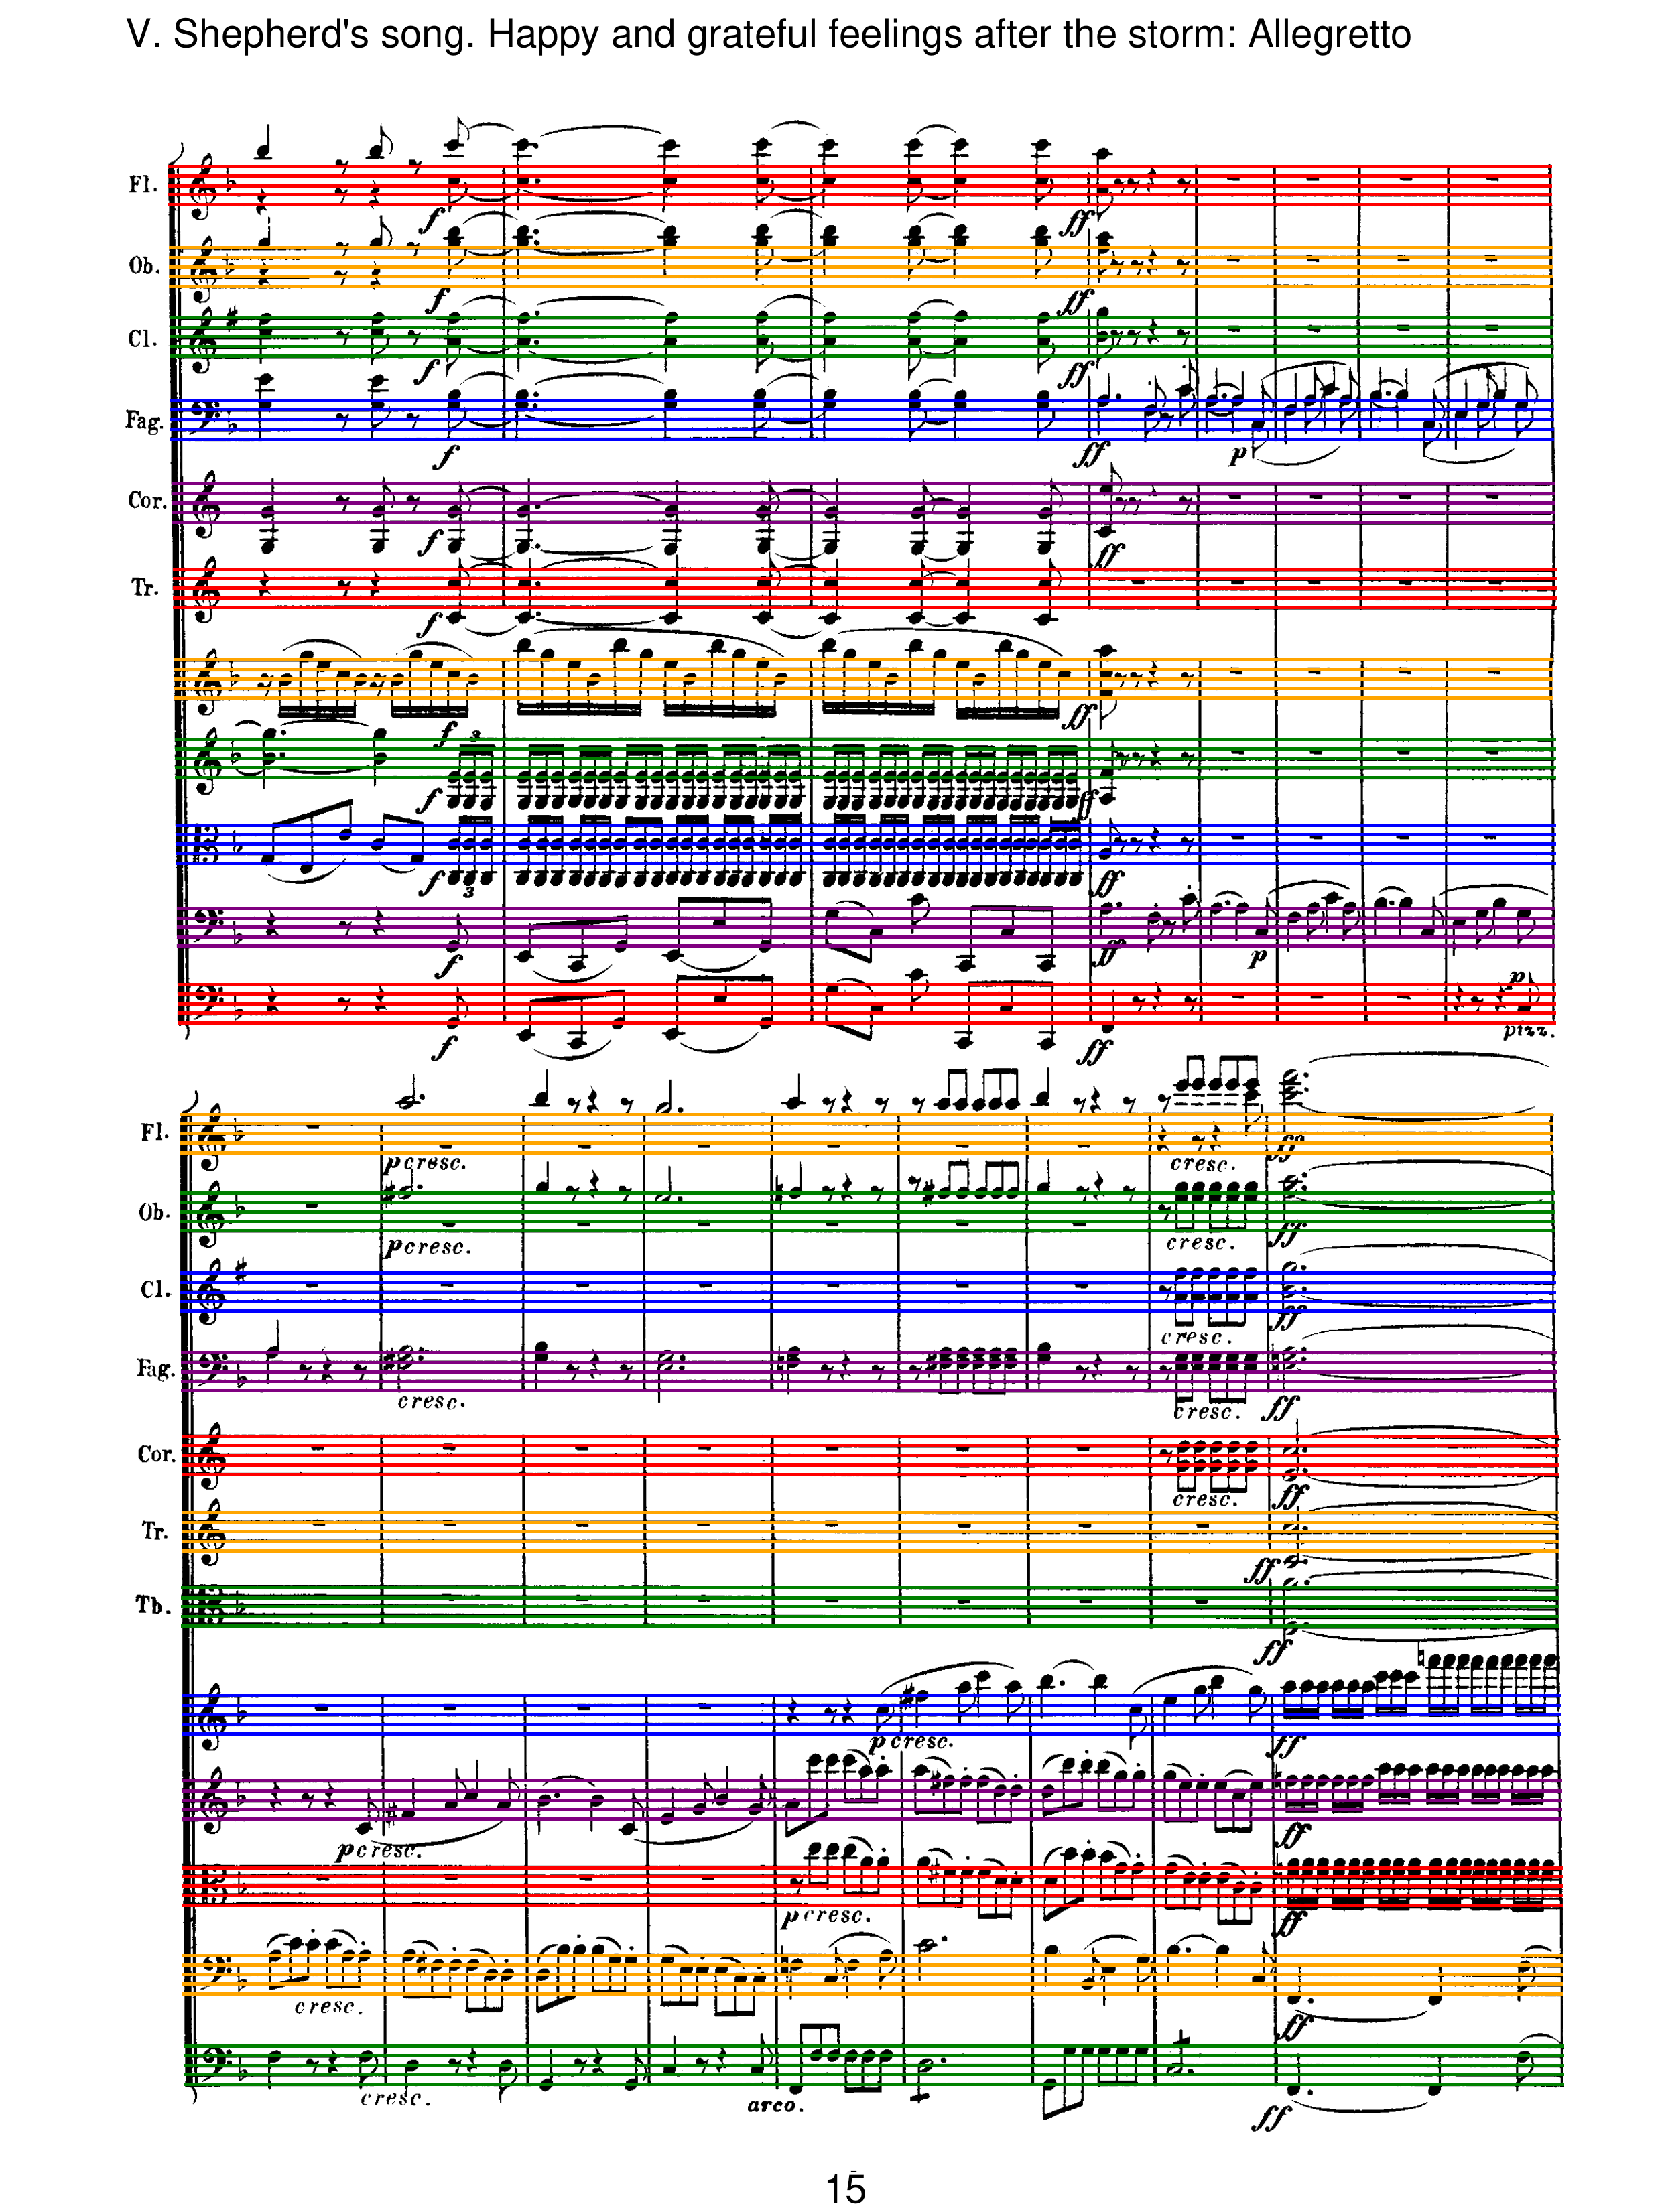 V. Shepherd's song. Happy and grateful feelings after the storm: Allegretto
Fl.
f
ff
Ob.
f
ff
Cl.
f
ff
Fag.
f
ff
p
Cor.
f
ff
Tr.
f
f
ff
3
f
ff
f
3
ff
f
ff
p
f
ff
p
pizz.
Fl.
p cresc.
cresc.
ff
Ob.
p cresc.
cresc.
ff
Cl.
cresc.
ff
Fag.
cresc.
cresc.
ff
Cor.
cresc.
ff
Tr.
ff
Tb.
ff
p cresc.
ff
p cresc.
ff
p cresc.
ff
cresc.
ff
cresc.
arco.
ff
15